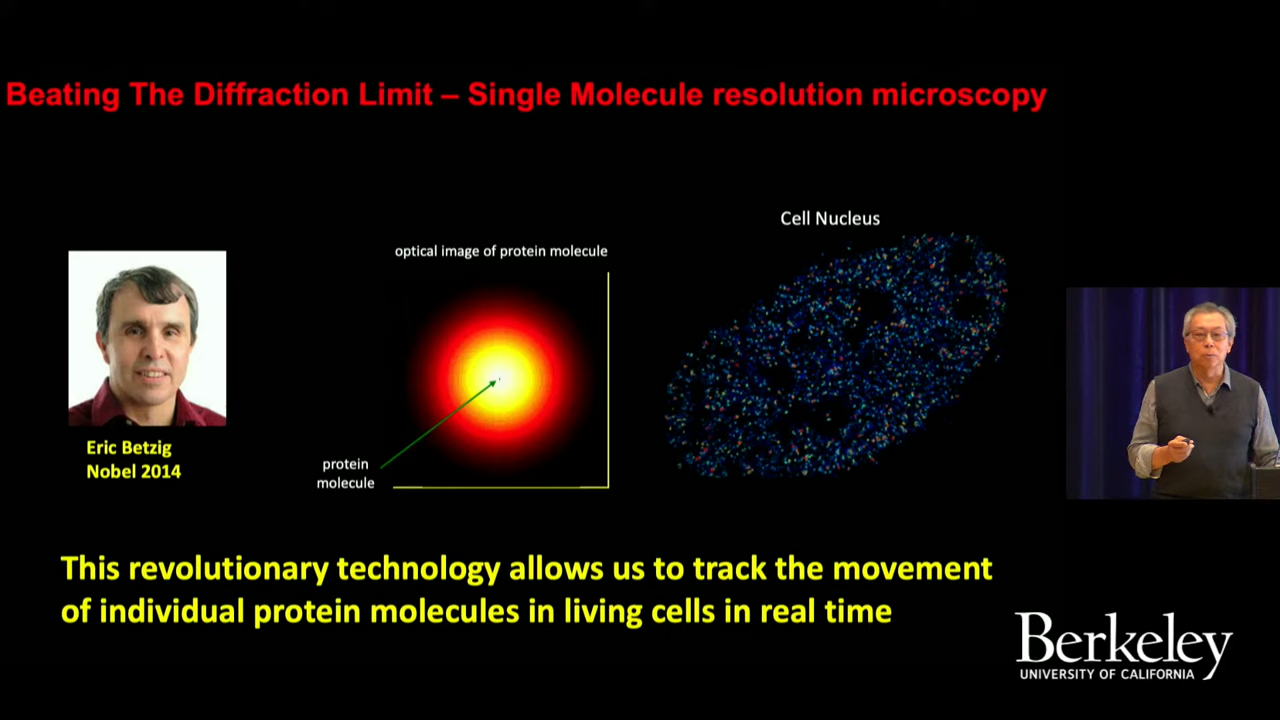 Beating The Diffraction Limit – Single Molecule resolution microscopy
Cell Nucleus
optical image of protein molecule
Eric Betzig
Nobel 2014
protein
molecule
This revolutionary technology allows us to track the movement
of individual protein molecules in living cells in real time
Berkeley
UNIVERSITY OF CALIFORNIA